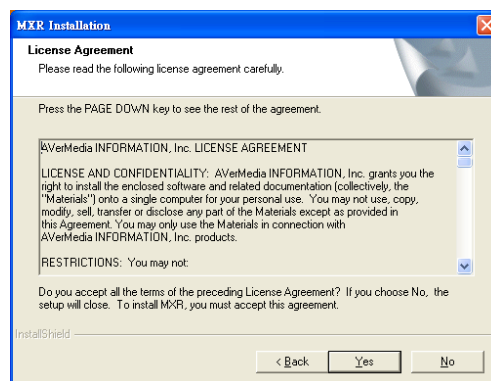 MXR Installation
License Agreement
Please read the following license agreement carefully.
Press the PAGE DOWN key to see the rest of the agreement.
AVerMedia INFORMATION, Inc. LICENSE AGREEMENT
LICENSE AND CONFIDENTIALITY:  AVerMedia INFORMATION, Inc. grants you the
right to install the enclosed software and related documentation (collectively, the
"Materials") onto a single computer for your personal use.  You may not use, copy,
modify, sell, transfer or disclose any part of the Materials except as provided in
this Agreement. You may only use the Materials in connection with
AVerMedia INFORMATION, Inc. products.
RESTRICTIONS:  You may not:
Do you accept all the terms of the preceding License Agreement?  If you choose No,  the
setup will close.  To install MXR, you must accept this agreement.
InstallShield
< Back
Yes
No